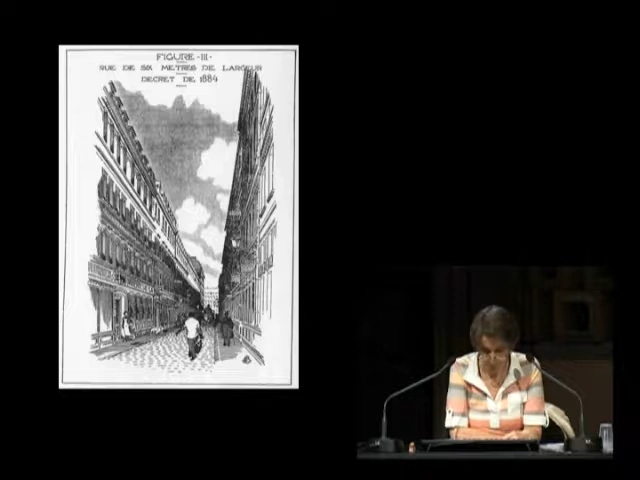 FIGURE -III-
RUE DE SIX METRES DE LARGEUR
DECRET DE 1884